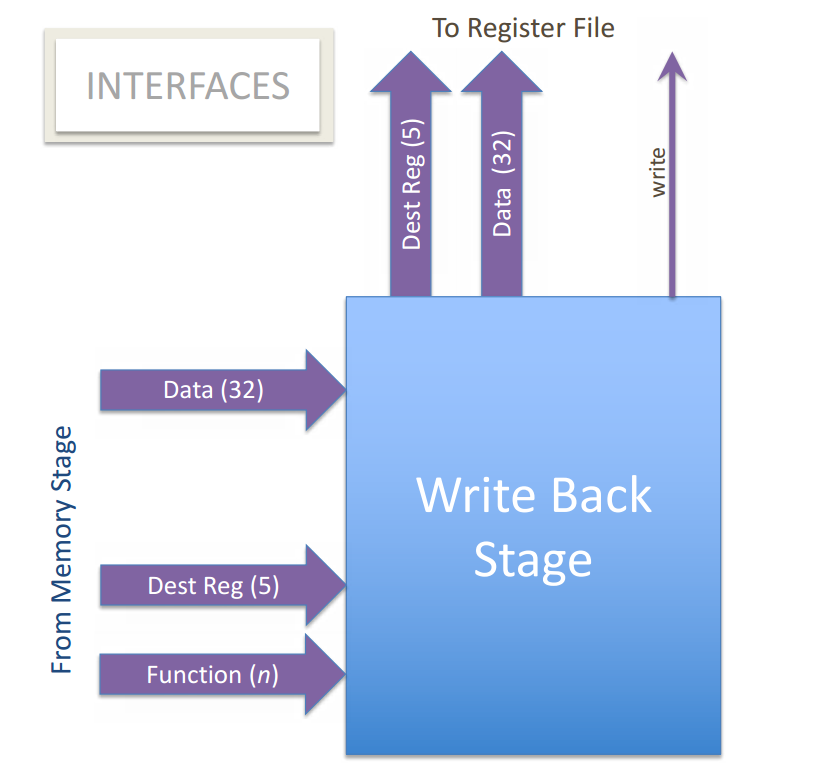 To Register File
INTERFACES
Dest Reg (5)
Data (32)
write
From Memory Stage
Data (32)
Write Back
Stage
Dest Reg (5)
Function (n)